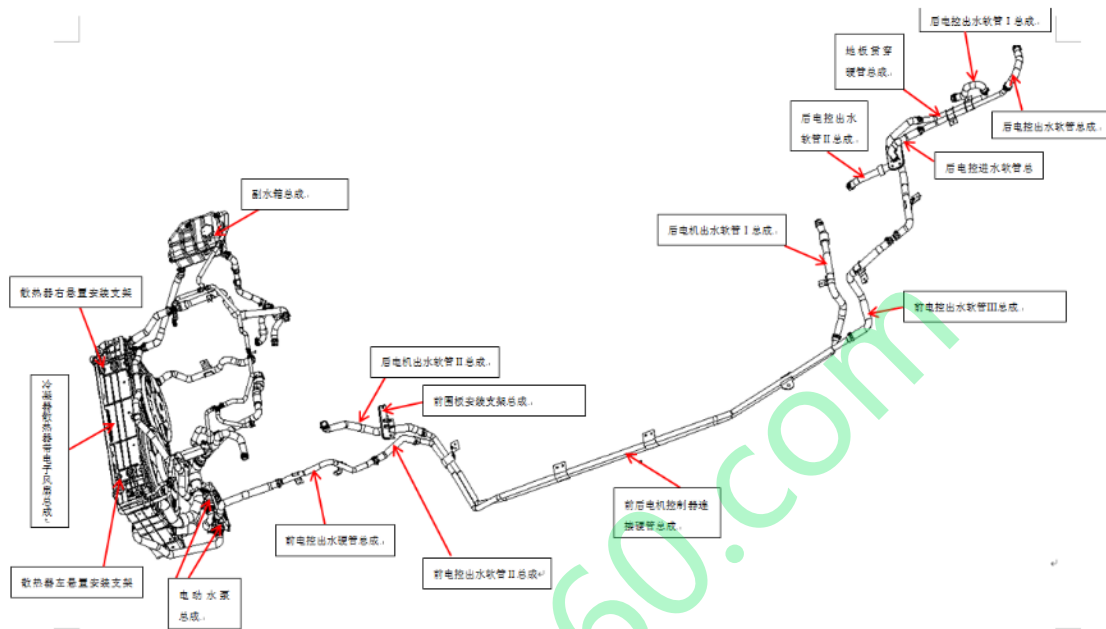 后电控出水软管Ⅰ总成
地板贯穿
硬管总成
后电控出水
软管Ⅱ总成
后电控出水软管总成
后电控进水软管总
副水箱总成
后电机出水软管Ⅰ总成
散热器右悬置安装支架
前电控出水软管Ⅲ总成
后电机出水软管Ⅱ总成
前围板安装支架总成
冷凝器散热器带电子风扇总成
前后电机控制器连
接硬管总成
前电控出水硬管总成
前电控出水软管Ⅱ总成
散热器左悬置安装支架
电动水泵
总成
60.com